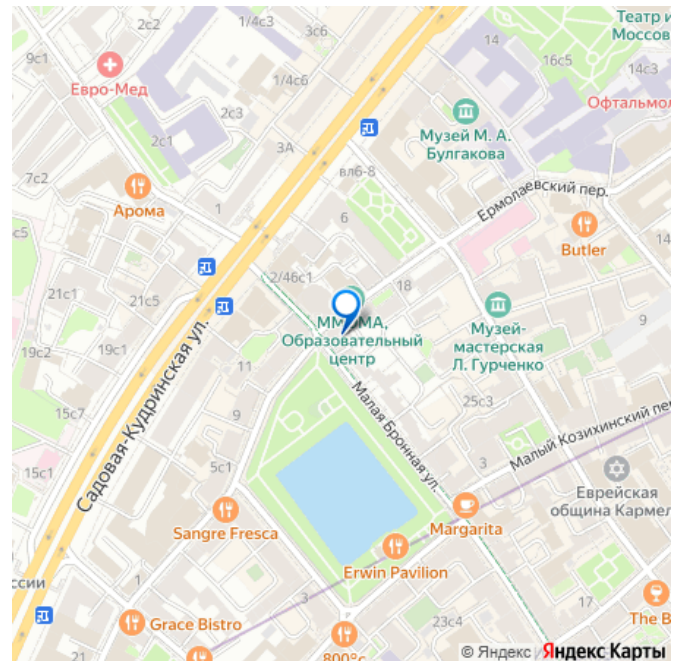 Театр и
Моссов
9с1
1/4с3
3с6
14
16с5
14с3
Евро-Мед
1/4с6
2с3
Офтальмол
Музей М. А.
Булгакова
2с1
3А
вл6-8
7с2
Ермолаевский пер.
Арома
1
6
Butler
14
с5
2/46с1
18
21с1
21с5
ММОМА,
Образовательный
центр
Музей-
мастерская
Л. Гурченко
19с2
19с1
11
Садовая-Кудринская ул.
9
Малая Бронная ул.
25с3
15с7
Малый Козихинский пер
15с1
5с1
3
Еврейская
община Кармел
Sangre Fresca
Margarita
Erwin Pavilion
1
ссии
3
The B
Grace Bistro
23с4
21
800°с
1
© Яндекс
Яндекс Карты